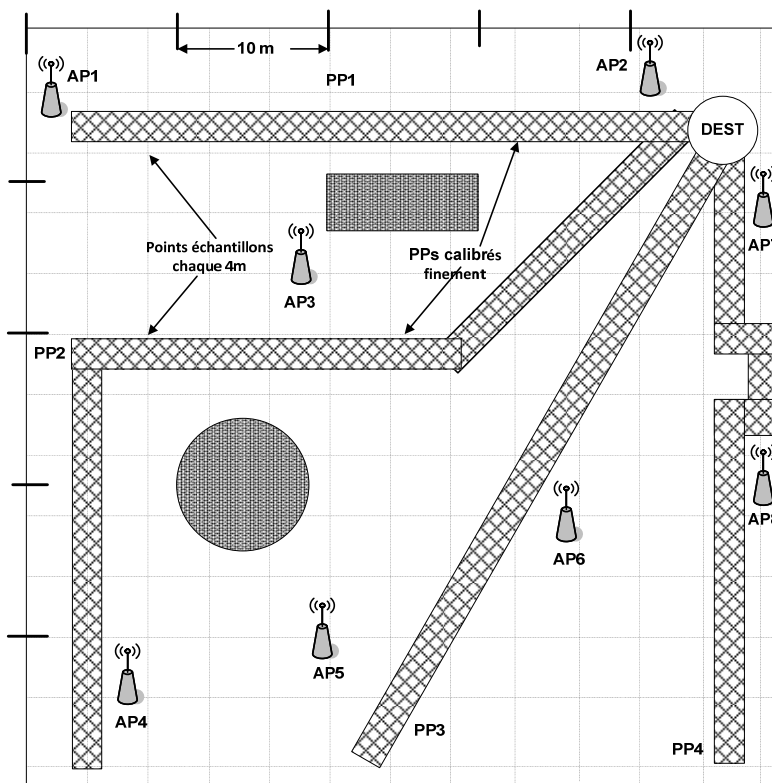 10 m
AP1
PP1
AP2
DEST
Points échantillons
chaque 4m
PPs calibrés
finement
AP3
PP2
AP6
AP5
AP4
PP3
PP4